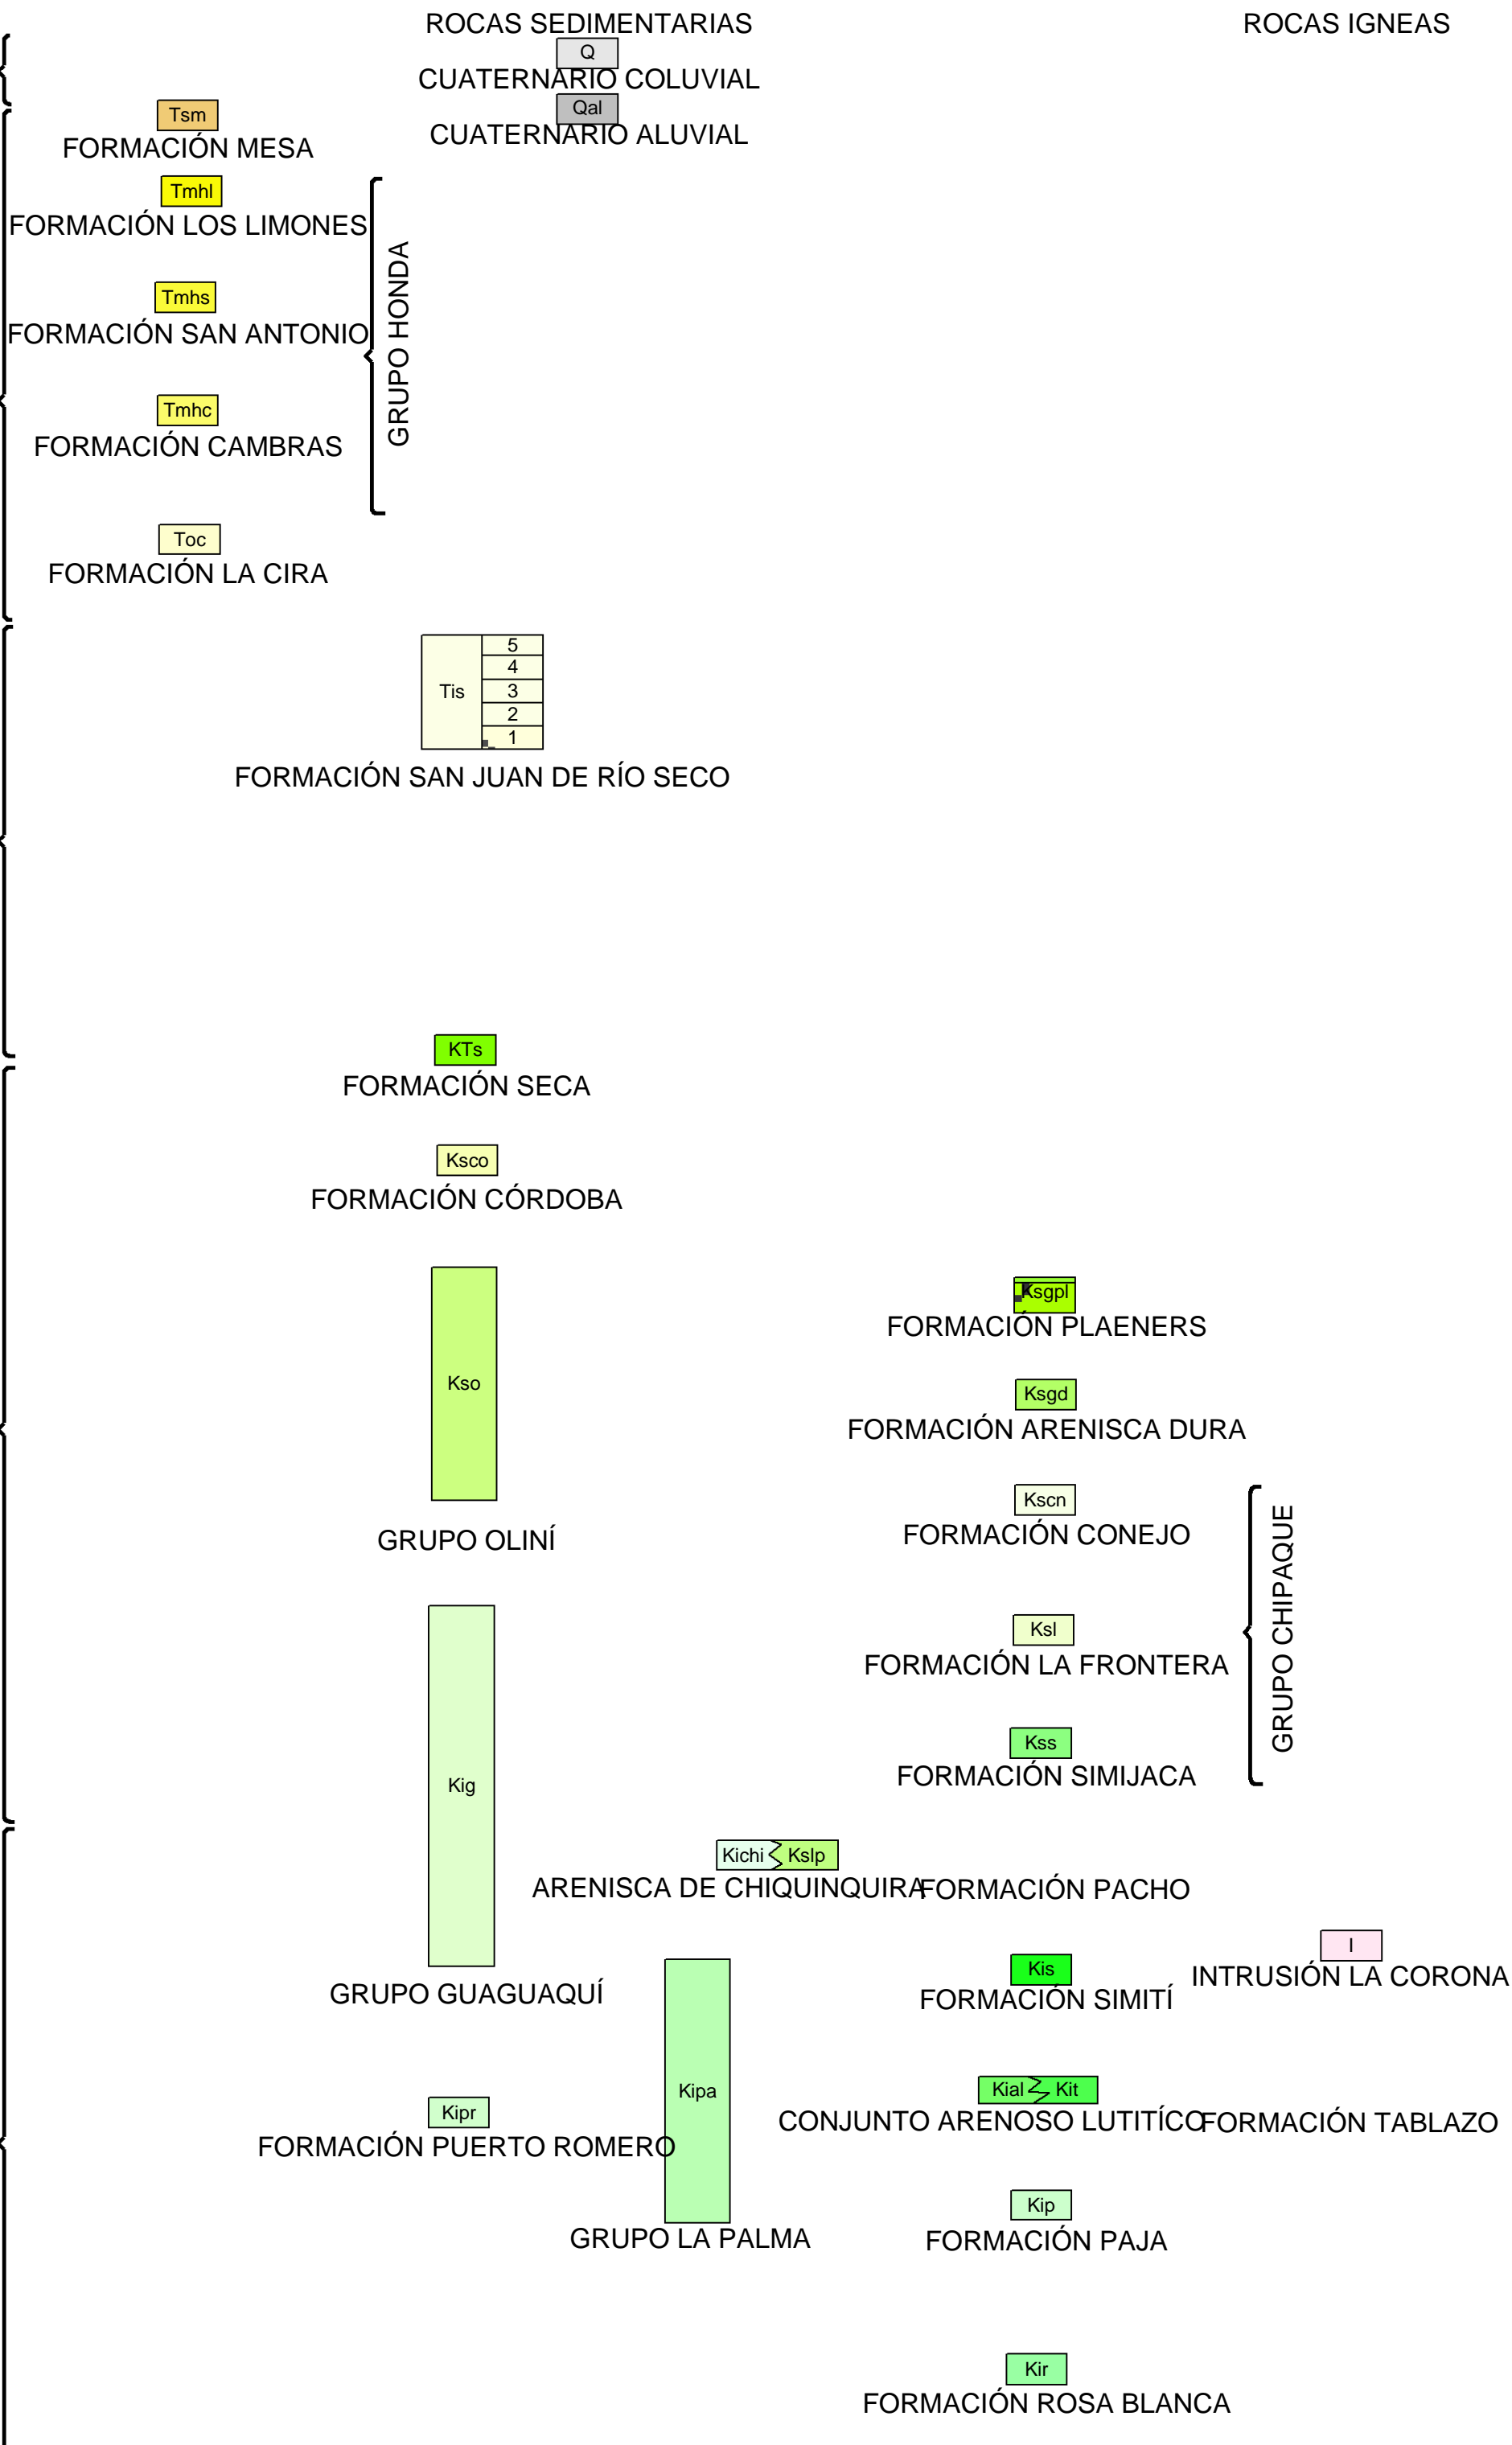 ROCAS SEDIMENTARIAS
ROCAS IGNEAS
Q
CUATERNARIO COLUVIAL
Qal
CUATERNARIO ALUVIAL
Tsm
FORMACIÓN MESA
Tmhl
FORMACIÓN LOS LIMONES
Tmhs
FORMACIÓN SAN ANTONIO
GRUPO HONDA
Tmhc
FORMACIÓN CAMBRAS
Toc
FORMACIÓN LA CIRA
Tis
5
4
3
2
1
FORMACIÓN SAN JUAN DE RÍO SECO
KTs
FORMACIÓN SECA
Ksco
FORMACIÓN CÓRDOBA
Kso
GRUPO OLINÍ
Ksgpl
FORMACIÓN PLAENERS
Ksgd
FORMACIÓN ARENISCA DURA
Kscn
FORMACIÓN CONEJO
Ksl
FORMACIÓN LA FRONTERA
Kss
FORMACIÓN SIMIJACA
GRUPO CHIPAQUE
Kig
GRUPO GUAGUAQUÍ
Kichi
Kslp
ARENISCA DE CHIQUINQUIRA
FORMACIÓN PACHO
Kis
FORMACIÓN SIMITÍ
I
INTRUSIÓN LA CORONA
Kipr
FORMACIÓN PUERTO ROMERO
Kipa
GRUPO LA PALMA
Kial
Kit
CONJUNTO ARENOSO LUTITÍCO
FORMACIÓN TABLAZO
Kip
FORMACIÓN PAJA
Kir
FORMACIÓN ROSA BLANCA